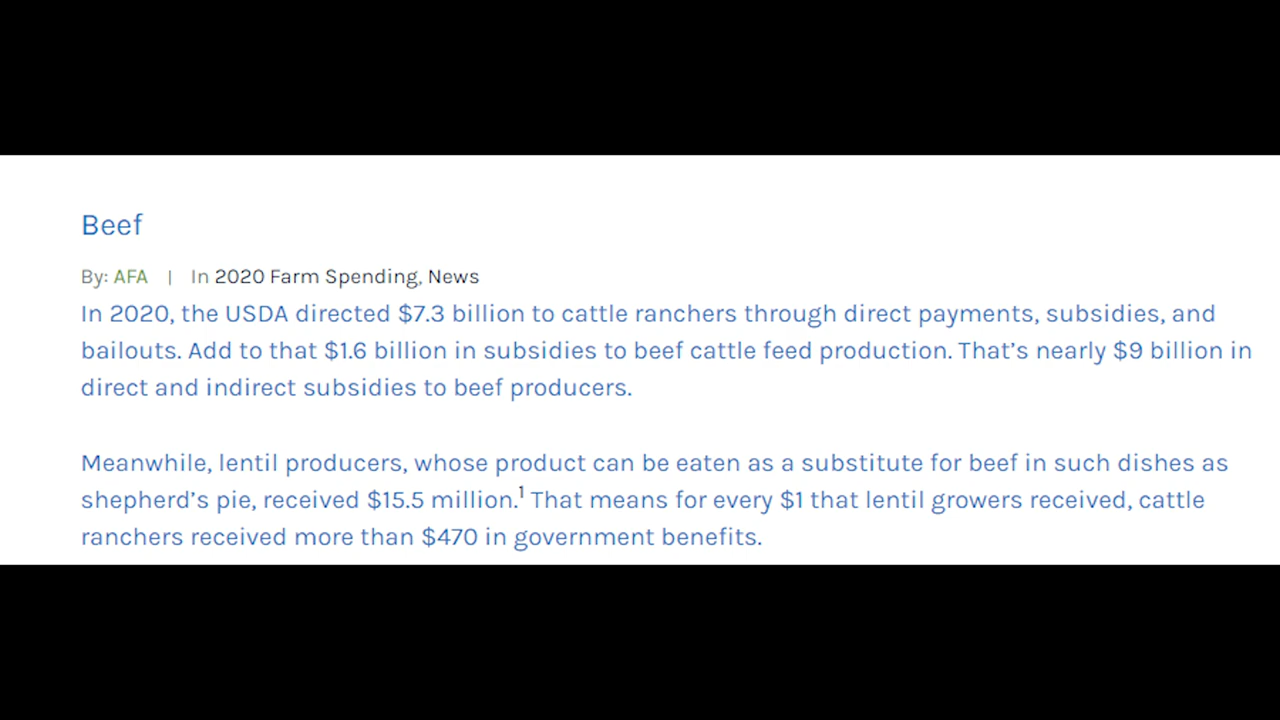 Beef
By: AFA | In 2020 Farm Spending, News
In 2020, the USDA directed $7.3 billion to cattle ranchers through direct payments, subsidies, and
bailouts. Add to that $1.6 billion in subsidies to beef cattle feed production. That’s nearly $9 billion in
direct and indirect subsidies to beef producers.
Meanwhile, lentil producers, whose product can be eaten as a substitute for beef in such dishes as
shepherd’s pie, received $15.5 million.¹ That means for every $1 that lentil growers received, cattle
ranchers received more than $470 in government benefits.